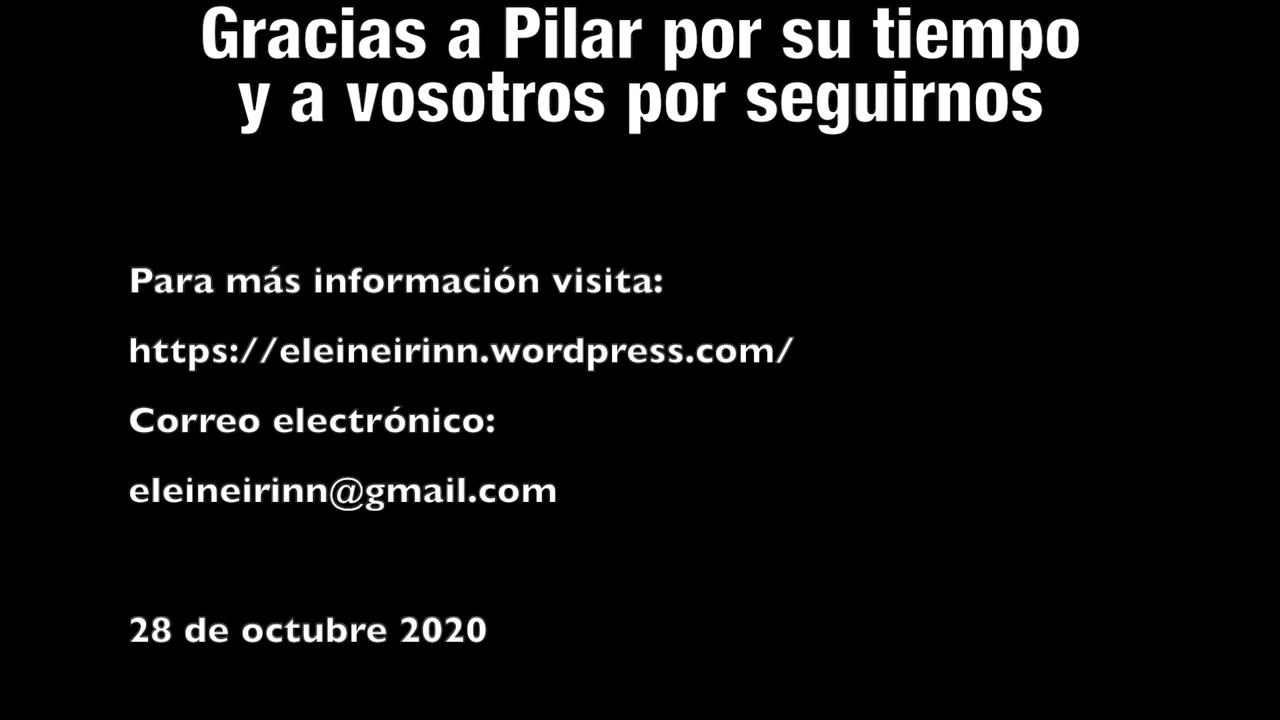 Gracias a Pilar por su tiempo
y a vosotros por seguirnos
Para más información visita:
https://eleineirinn.wordpress.com/
Correo electrónico:
eleineirinn@gmail.com
28 de octubre 2020